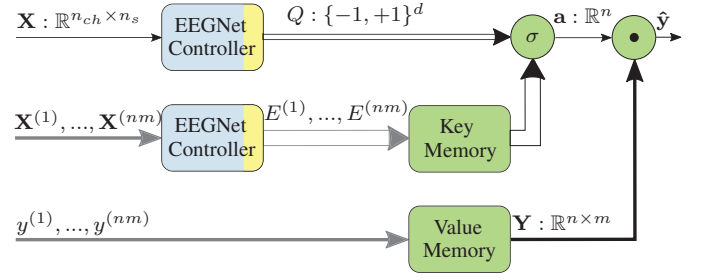 𝐗 : ℝ^{n_{ch}×n_s}
EEGNet
Controller
Q : {−1, +1}^d
σ
𝐚 : ℝ^n
•
ŷ
𝐗^{(1)}, ..., 𝐗^{(nm)}
EEGNet
Controller
E^{(1)}, ..., E^{(nm)}
Key
Memory
y^{(1)}, ..., y^{(nm)}
Value
Memory
𝐘 : ℝ^{n×m}